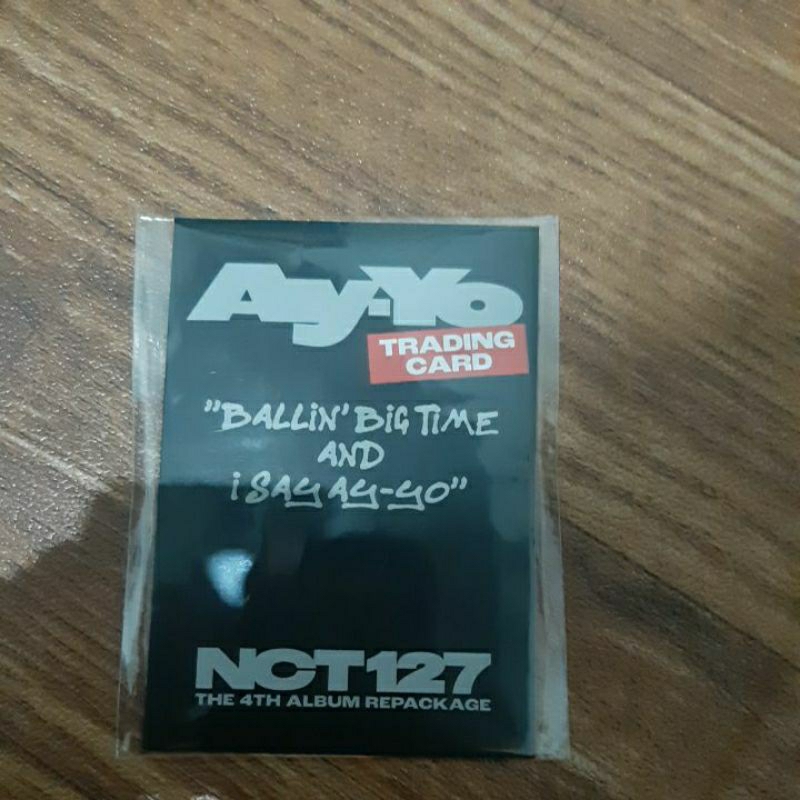 Ay-Yo
TRADING
CARD
"BALLiN' BiG TiME
AND
i SAY AY-YO"
NCT127
THE 4TH ALBUM REPACKAGE